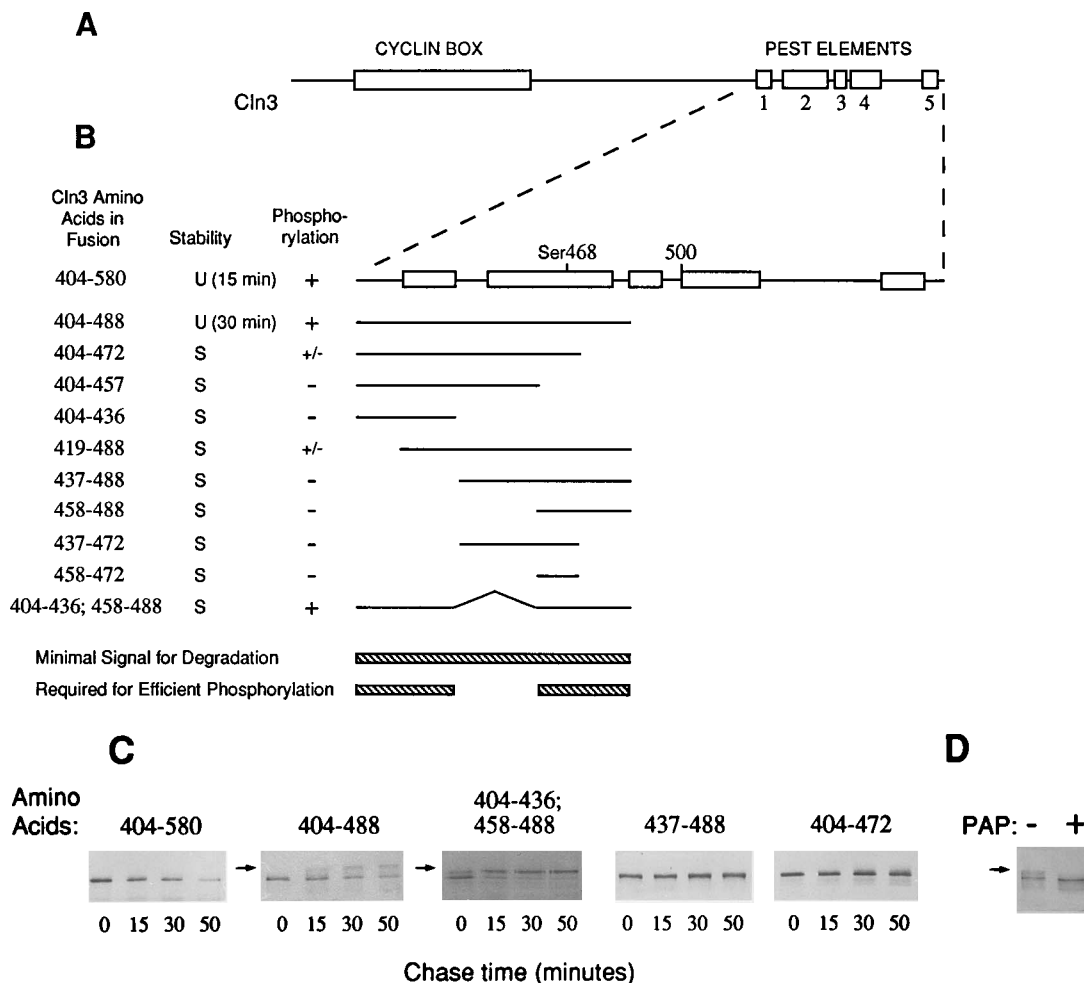 A
CYCLIN BOX
PEST ELEMENTS
Cln3
1 2 3 4 5
B
Cln3 Amino
Acids in
Fusion
Stability
Phospho-
rylation
Ser468
500
404-580 U (15 min) +
404-488 U (30 min) +
404-472 S +/-
404-457 S -
404-436 S -
419-488 S +/-
437-488 S -
458-488 S -
437-472 S -
458-472 S -
404-436; 458-488 S +
Minimal Signal for Degradation
Required for Efficient Phosphorylation
C
D
Amino
Acids:
404-580
404-488
404-436;
458-488
437-488
404-472
PAP: - +
0 15 30 50
0 15 30 50
0 15 30 50
0 15 30 50
0 15 30 50
Chase time (minutes)